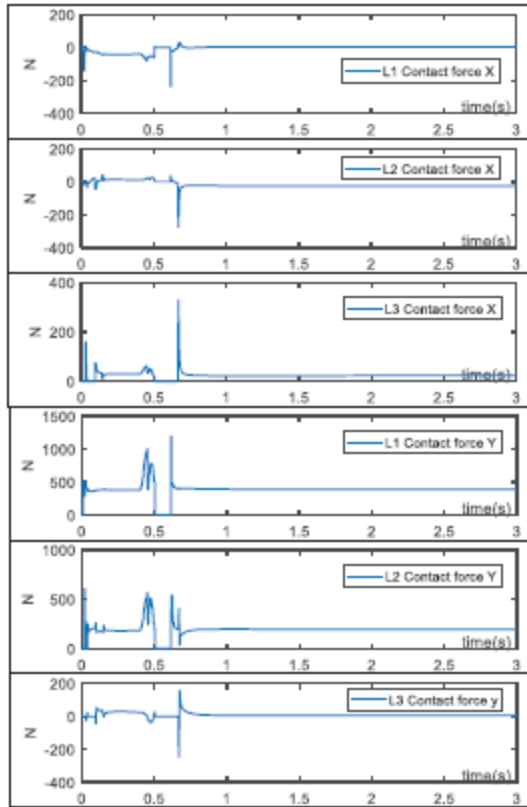 200
0
-200
-400
N
L1 Contact force X
time(s)
0 0.5 1 1.5 2 2.5 3
200
0
-200
-400
N
L2 Contact force X
time(s)
0 0.5 1 1.5 2 2.5 3
400
200
0
N
L3 Contact force X
time(s)
0 0.5 1 1.5 2 2.5 3
1500
1000
500
0
N
L1 Contact force Y
time(s)
0 0.5 1 1.5 2 2.5 3
1000
500
0
N
L2 Contact force Y
time(s)
0 0.5 1 1.5 2 2.5 3
200
0
-200
-400
N
L3 Contact force y
time(s)
0 0.5 1 1.5 2 2.5 3